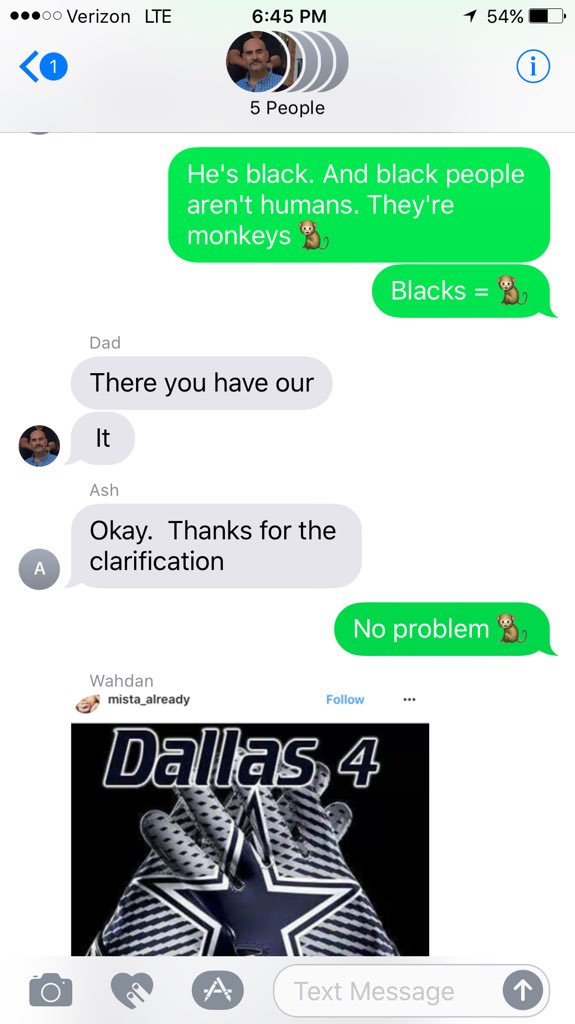 Verizon LTE
6:45 PM
54%
1
5 People
He's black. And black people
aren't humans. They're
monkeys 🐒
Blacks = 🐒
Dad
There you have our
It
Ash
Okay. Thanks for the
clarification
A
No problem 🐒
Wahdan
mista_already
Follow
Dallas 4
Text Message